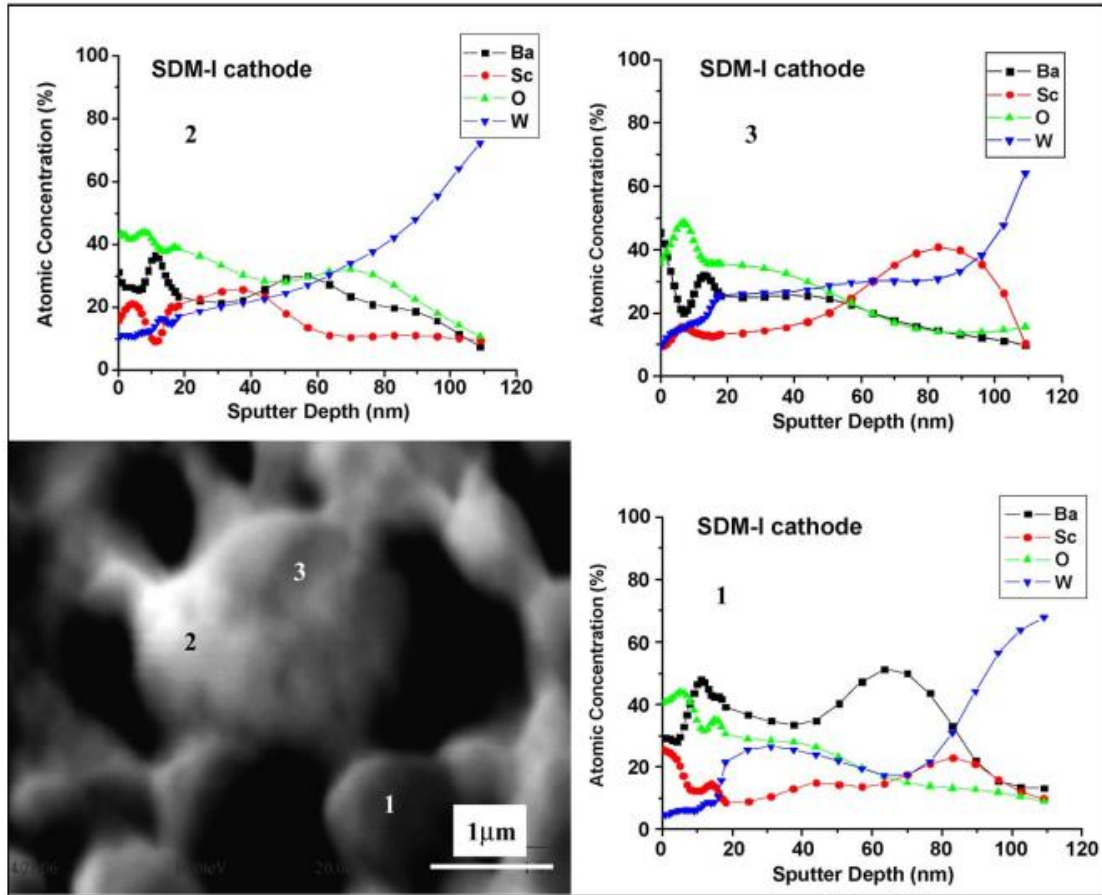 100
80
60
40
20
0
Atomic Concentration (%)
SDM-I cathode
2
Ba
Sc
O
W
0 20 40 60 80 100 120
Sputter Depth (nm)
100
80
60
40
20
0
Atomic Concentration (%)
SDM-I cathode
3
Ba
Sc
O
W
0 20 40 60 80 100 120
Sputter Depth (nm)
3
2
1
1µm
100
80
60
40
20
0
Atomic Concentration (%)
SDM-I cathode
1
Ba
Sc
O
W
0 20 40 60 80 100 120
Sputter Depth (nm)